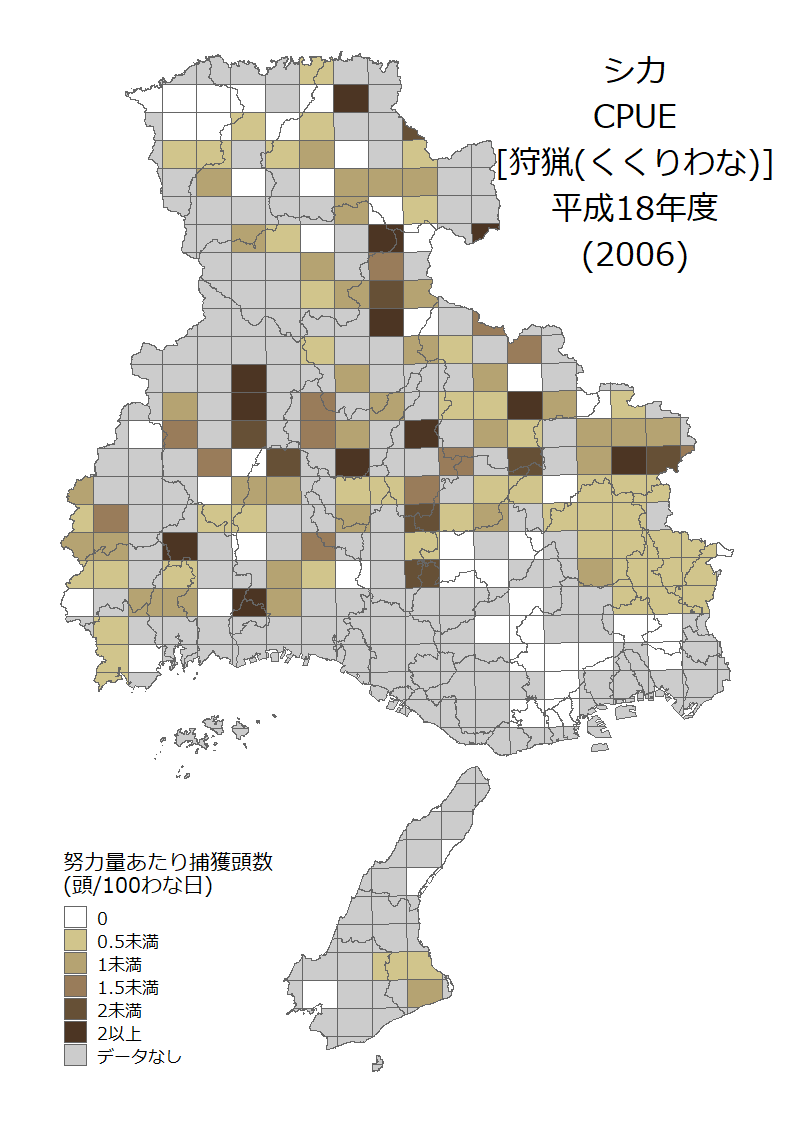 シカ
CPUE
[狩猟(くくりわな)]
平成18年度
(2006)
努力量あたり捕獲頭数
(頭/100わな日)
0
0.5未満
1未満
1.5未満
2未満
2以上
データなし